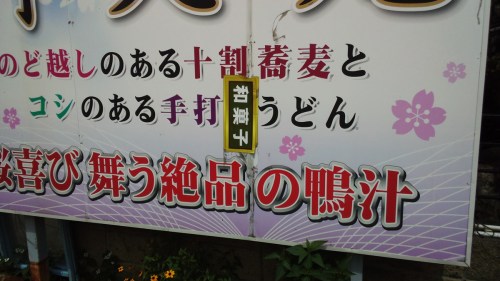 のど越しのある十割蕎麦と
コシのある手打うどん
和菓子
喜び舞う絶品の鴨汁